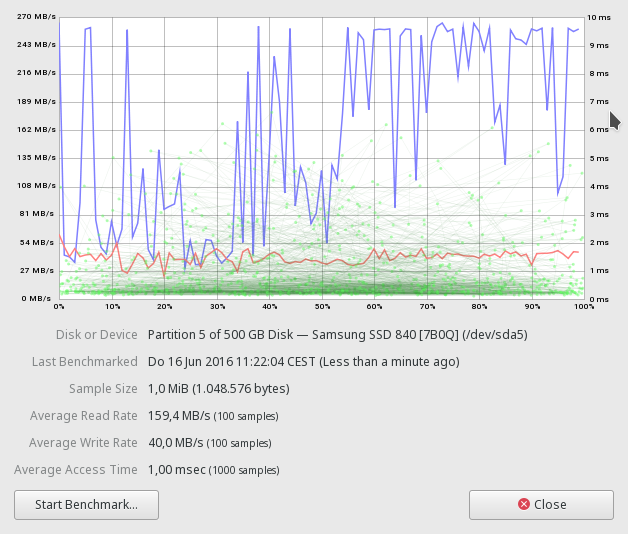 270 MB/s
10 ms
243 MB/s
9 ms
216 MB/s
8 ms
189 MB/s
7 ms
162 MB/s
6 ms
135 MB/s
5 ms
108 MB/s
4 ms
81 MB/s
3 ms
54 MB/s
2 ms
27 MB/s
1 ms
0 MB/s
0 ms
0% 10% 20% 30% 40% 50% 60% 70% 80% 90% 100%
Disk or Device Partition 5 of 500 GB Disk — Samsung SSD 840 [7B0Q] (/dev/sda5)
Last Benchmarked Do 16 Jun 2016 11:22:04 CEST (Less than a minute ago)
Sample Size 1,0 MiB (1.048.576 bytes)
Average Read Rate 159,4 MB/s (100 samples)
Average Write Rate 40,0 MB/s (100 samples)
Average Access Time 1,00 msec (1000 samples)
Start Benchmark... Close